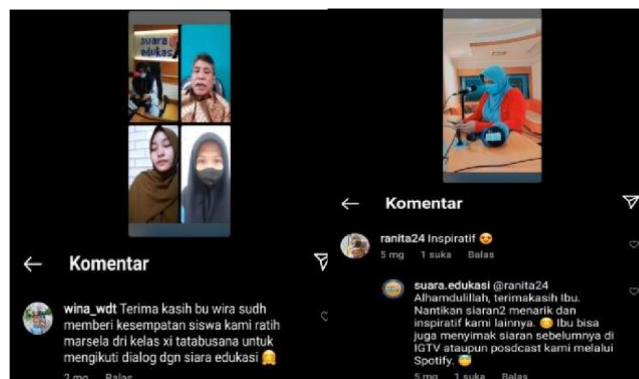 suara
edukas
Komentar
wina_wdt Terima kasih bu wira sudh
memberi kesempatan siswa kami ratih
marsela dri kelas xi tatabusana untuk
mengikuti dialog dgn siara edukasi 🤗
2 mg Balas
Komentar
ranita24 Inspiratif 😍
5 mg 1 suka Balas
suara.edukasi @ranita24
Alhamdulillah, terimakasih Ibu.
Nantikan siaran2 menarik dan
inspiratif kami lainnya. 😊 Ibu bisa
juga menyimak siaran sebelumnya di
IGTV ataupun posdcast kami melalui
Spotify. 😇
5 mg 1 suka Balas